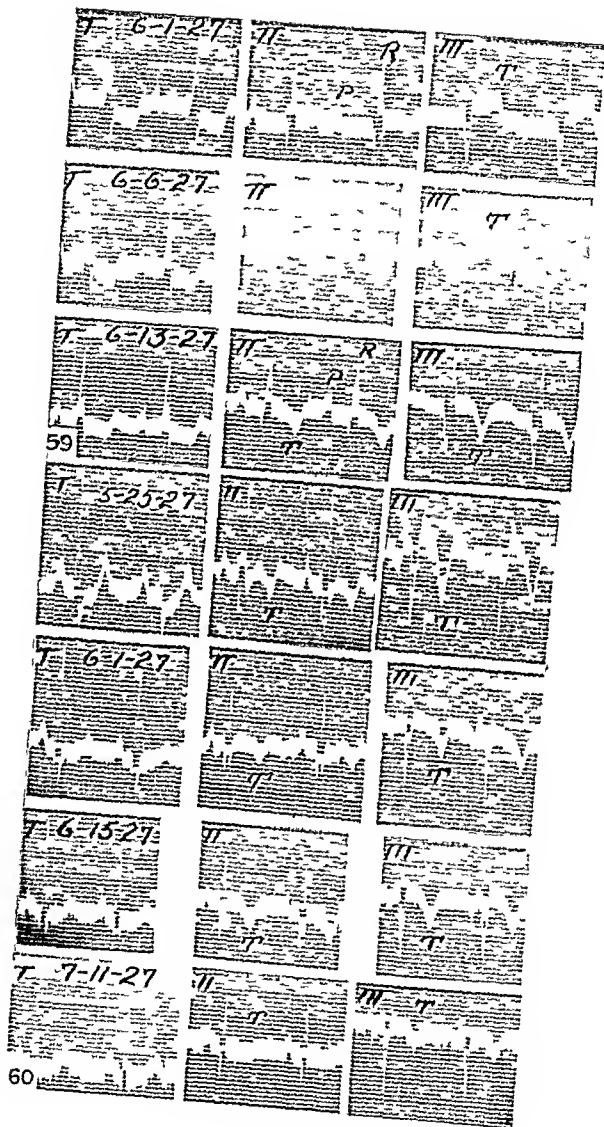 I 6-1-27 II P R III T
I 6-6-27 II III T
I 6-13-27 II P R T III T
59
I 5-25-27 II T III T
I 6-1-27 II T III T
I 6-15-27 II T III T
I 7-11-27 II T III T
60